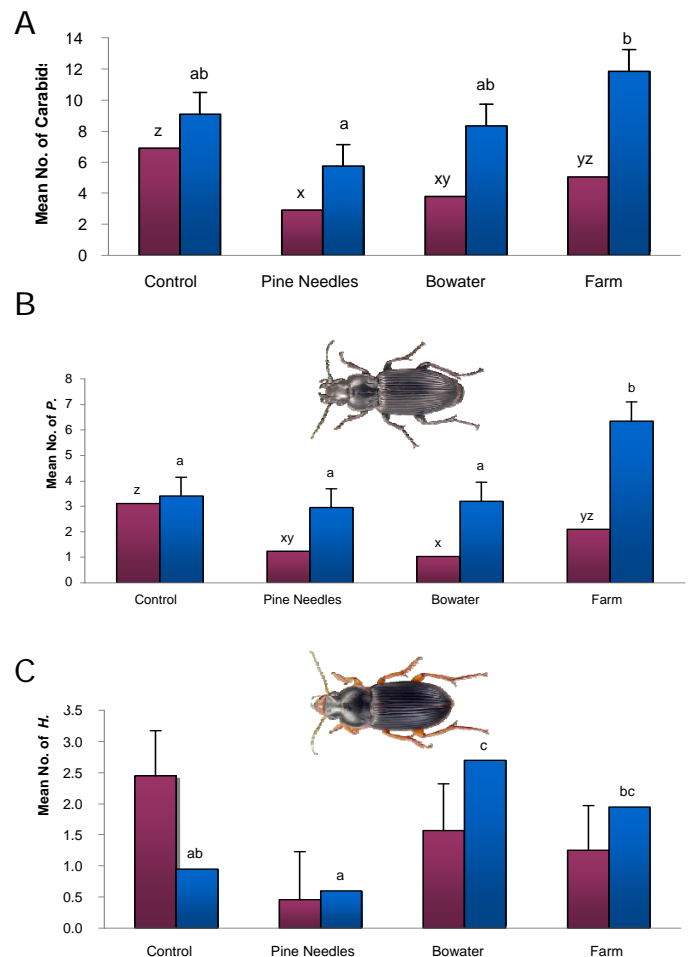 A
Mean No. of Carabids
14
12
10
8
6
4
2
0
z
ab
x
a
xy
ab
yz
b
Control
Pine Needles
Bowater
Farm
B
Mean No. of P.
8
7
6
5
4
3
2
1
0
z
a
xy
a
x
a
yz
b
Control
Pine Needles
Bowater
Farm
C
Mean No. of H.
3.5
3.0
2.5
2.0
1.5
1.0
0.5
0.0
ab
a
c
bc
Control
Pine Needles
Bowater
Farm